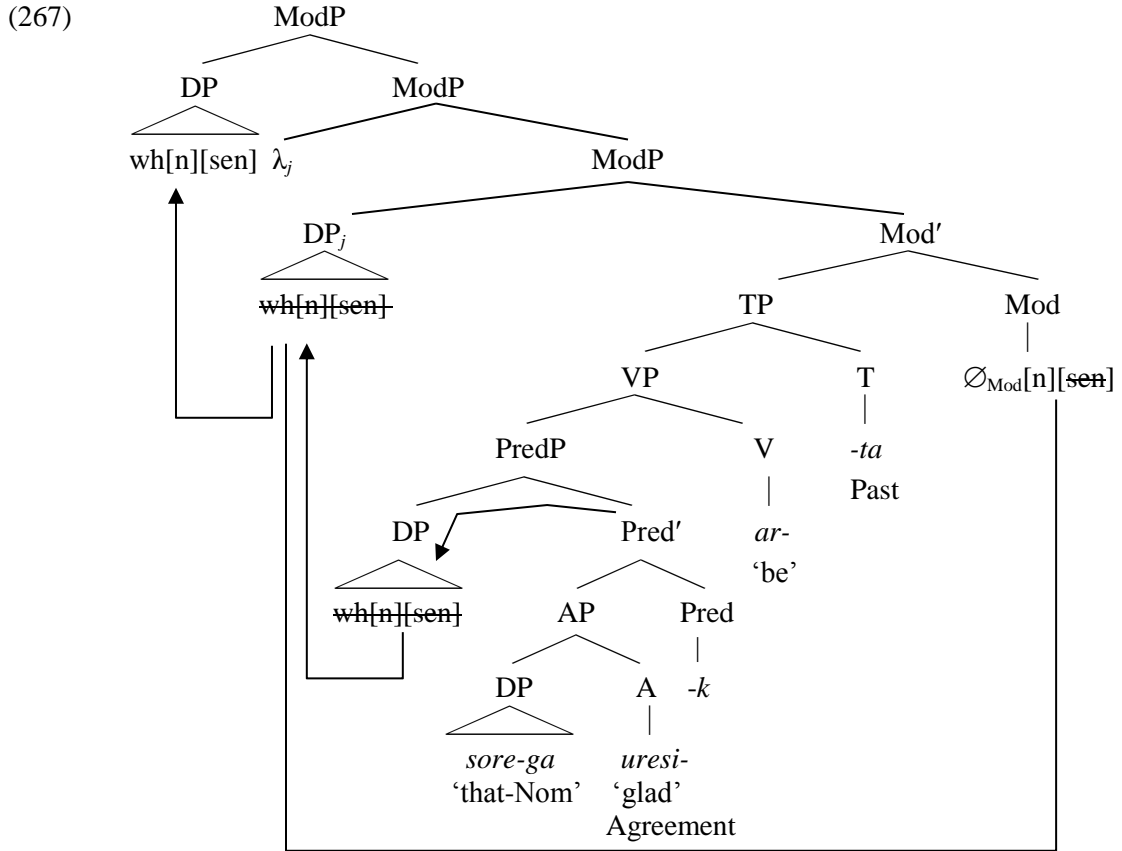 (267) ModP
DP ModP
wh[n][sen] λj
ModP
DPj Mod′
wh[n][sen]
TP Mod
VP T ∅Mod[n][sen]
PredP V -ta
Past
DP Pred′ ar-
‘be’
wh[n][sen] AP Pred
DP A -k
sore-ga uresi-
‘that-Nom’ ‘glad’
Agreement